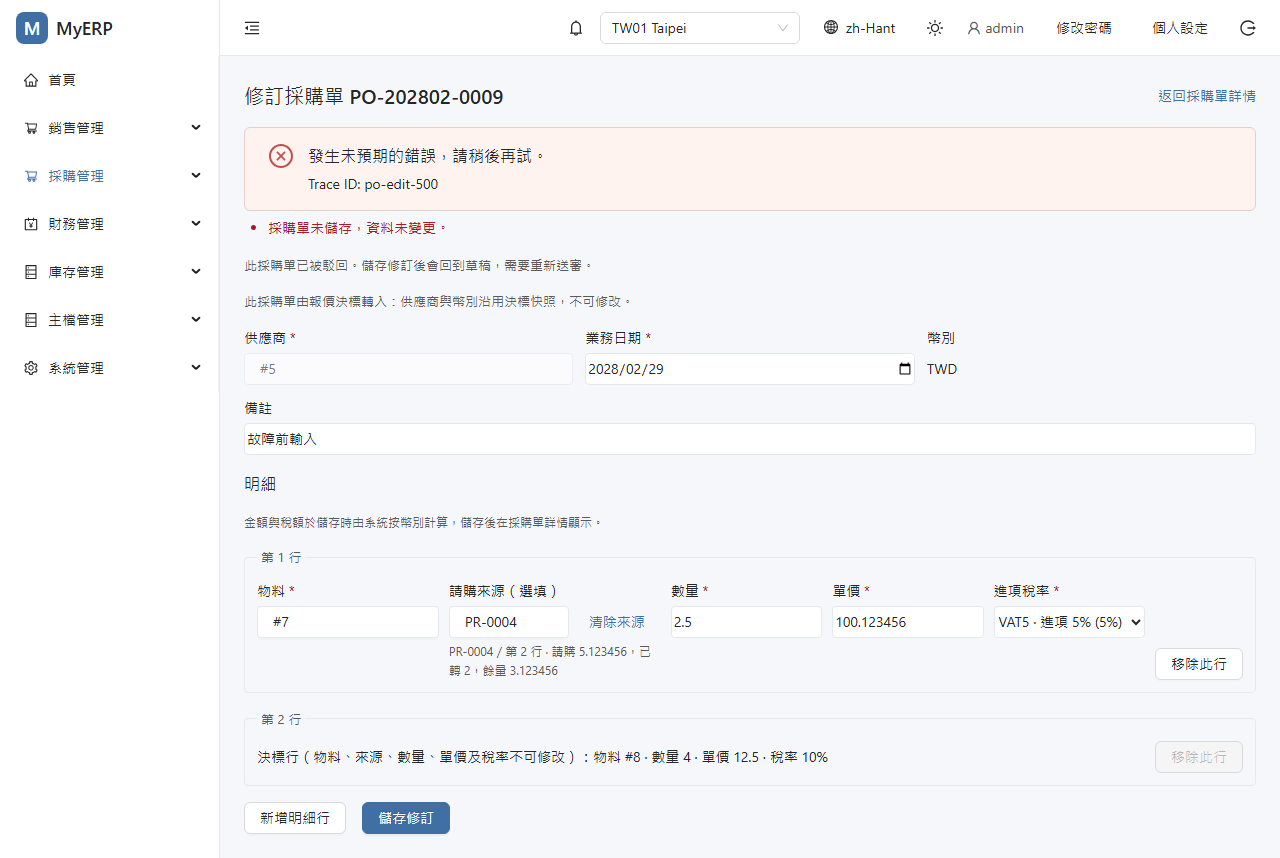 M MyERP
TW01 Taipei
zh-Hant
admin
修改密碼
個人設定
首頁
銷售管理
採購管理
財務管理
庫存管理
主檔管理
系統管理
修訂採購單 PO-202802-0009
返回採購單詳情
發生未預期的錯誤，請稍後再試。
Trace ID: po-edit-500
採購單未儲存，資料未變更。
此採購單已被駁回。儲存修訂後會回到草稿，需要重新送審。
此採購單由報價決標轉入：供應商與幣別沿用決標快照，不可修改。
供應商 *
業務日期 *
幣別
#5
2028/02/29
TWD
備註
故障前輸入
明細
金額與稅額於儲存時由系統按幣別計算，儲存後在採購單詳情顯示。
第 1 行
物料 *
請購來源（選填）
數量 *
單價 *
進項稅率 *
#7
PR-0004
清除來源
2.5
100.123456
VAT5 · 進項 5% (5%)
PR-0004 / 第 2 行 · 請購 5.123456，已
轉 2，餘量 3.123456
移除此行
第 2 行
決標行（物料、來源、數量、單價及稅率不可修改）：物料 #8 · 數量 4 · 單價 12.5 · 稅率 10%
移除此行
新增明細行
儲存修訂